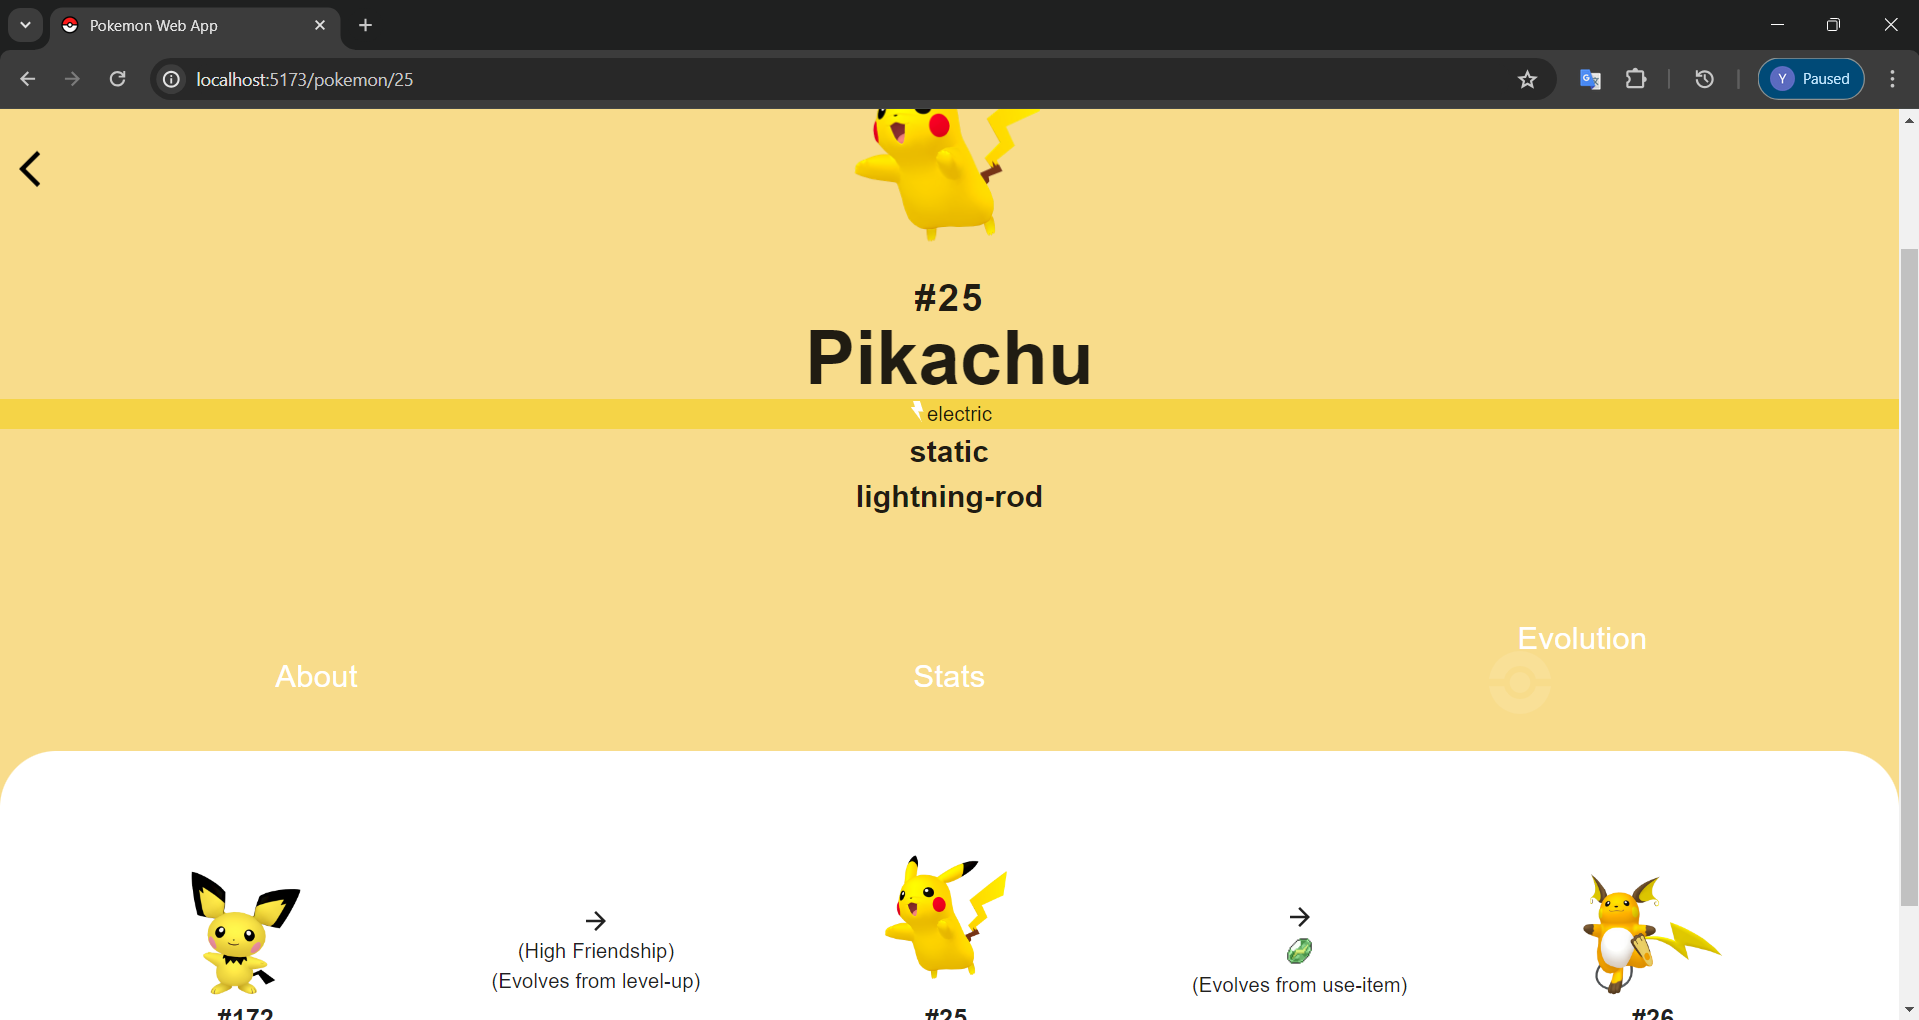 Pokemon Web App
localhost:5173/pokemon/25
Y Paused
#25
Pikachu
electric
static
lightning-rod
About
Stats
Evolution
(High Friendship)
(Evolves from level-up)
(Evolves from use-item)
#172
#25
#26